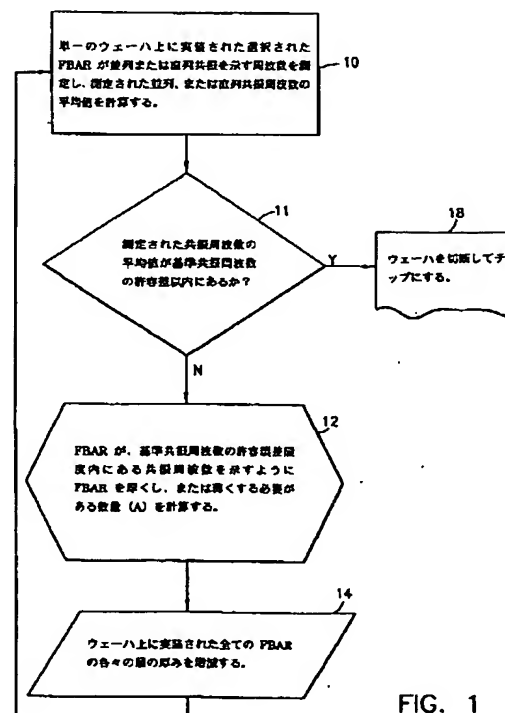 単一のウェーハ上に実装された選択された
FBAR が並列または直列共振を示す周波数を測
定し、測定された並列、または直列共振周波数の
平均値を計算する。
10
11
測定された共振周波数の
平均値が基準共振周波数
の許容差以内にあるか?
Y
18
ウェーハを切断してチ
ップにする。
N
12
FBAR が、基準共振周波数の許容誤差限
度内にある共振周波数を示すように
FBAR を厚くし、または薄くする必要が
ある数量 (A) を計算する。
14
ウェーハ上に実装された全ての FBAR
の各々の層の厚みを増減する。
FIG. 1